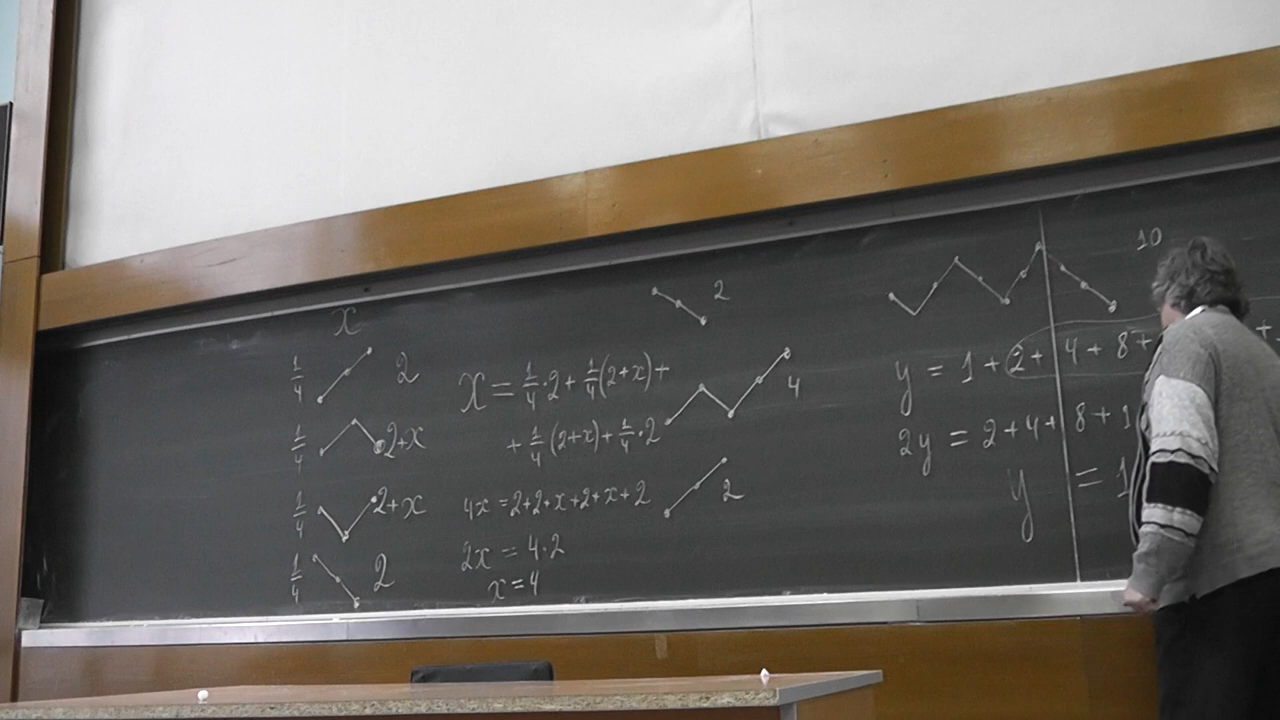 x
1/4 2
1/4 2+x
1/4 2+x
1/4 2
x = 1/4·2 + 1/4(2+x) +
+ 1/4(2+x) + 1/4·2
4x = 2+2+x+2+x+2
2x = 4·2
x = 4
2
4
2
10
y = 1 + 2 + 4 + 8 +
2y = 2 + 4 + 8 + 1
y = 1